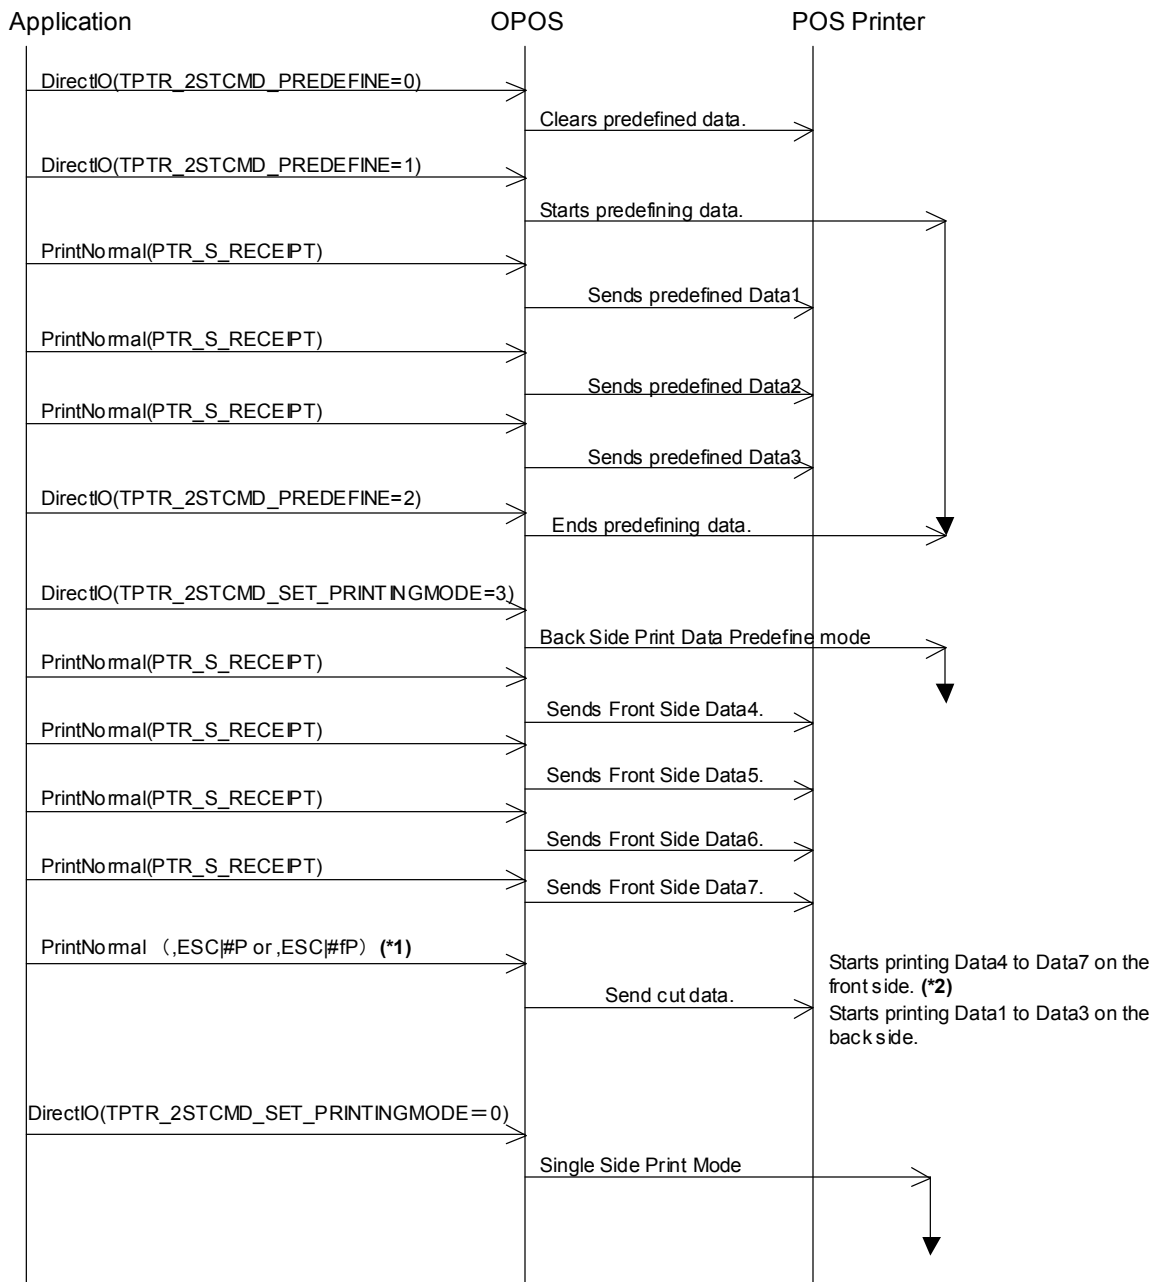 Application OPOS POS Printer
DirectIO(TPTR_2STCMD_PREDEFINE=0)
Clears predefined data.
DirectIO(TPTR_2STCMD_PREDEFINE=1)
Starts predefining data.
PrintNormal(PTR_S_RECEIPT)
Sends predefined Data1
PrintNormal(PTR_S_RECEIPT)
Sends predefined Data2
PrintNormal(PTR_S_RECEIPT)
Sends predefined Data3
DirectIO(TPTR_2STCMD_PREDEFINE=2)
Ends predefining data.
DirectIO(TPTR_2STCMD_SET_PRINTINGMODE=3)
Back Side Print Data Predefine mode
PrintNormal(PTR_S_RECEIPT)
Sends Front Side Data4.
PrintNormal(PTR_S_RECEIPT)
Sends Front Side Data5.
PrintNormal(PTR_S_RECEIPT)
Sends Front Side Data6.
PrintNormal(PTR_S_RECEIPT)
Sends Front Side Data7.
PrintNormal （,ESC|#P or ,ESC|#fP） (*1)
Send cut data.
Starts printing Data4 to Data7 on the
front side. (*2)
Starts printing Data1 to Data3 on the
back side.
DirectIO(TPTR_2STCMD_SET_PRINTINGMODE＝0)
Single Side Print Mode